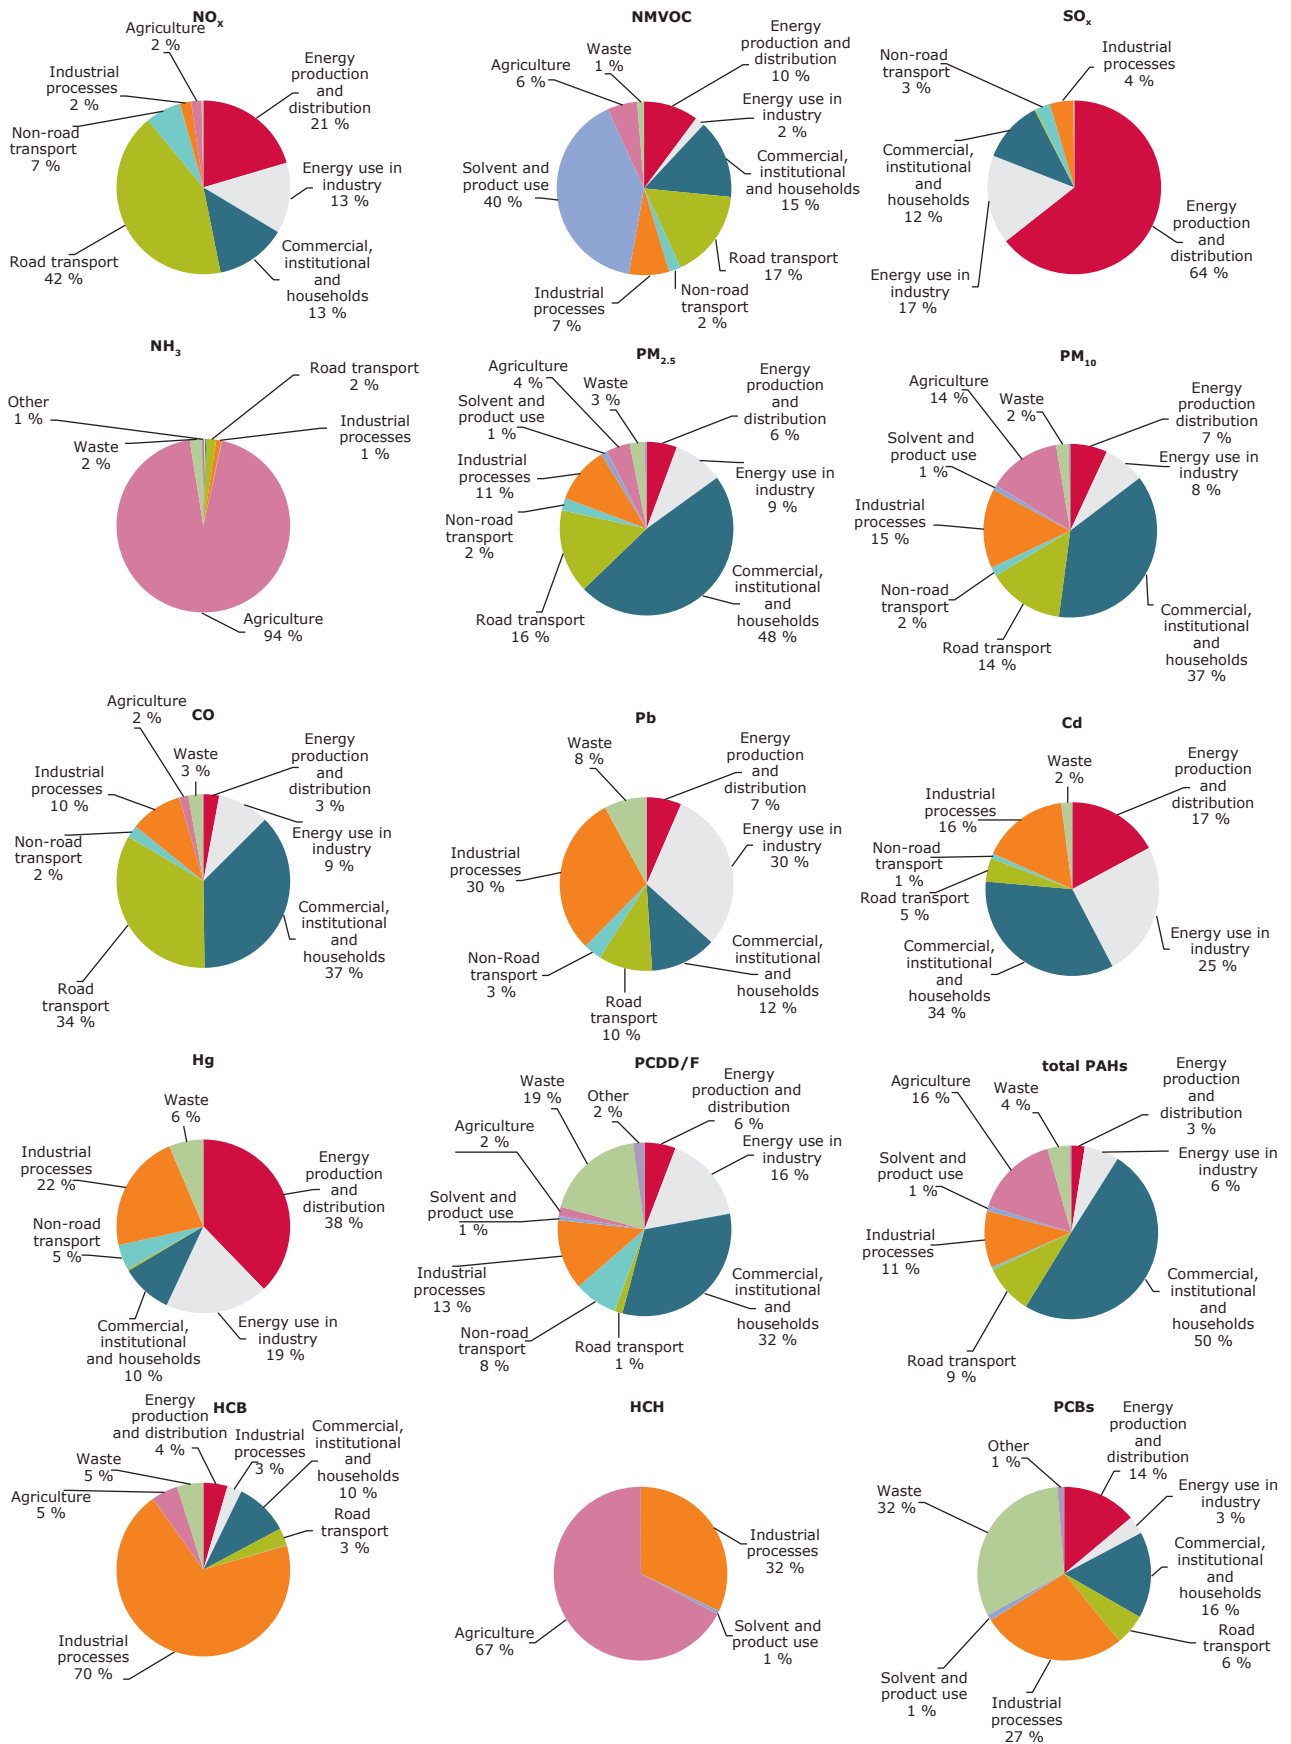 NOx
Agriculture
2 %
Energy
production
and
distribution
21 %
Energy use in
industry
13 %
Commercial,
institutional
and
households
13 %
Road transport
42 %
Non-road
transport
7 %
Industrial
processes
2 %
NMVOC
Waste
1 %
Energy
production and
distribution
10 %
Energy use in
industry
2 %
Commercial,
institutional
and households
15 %
Road transport
17 %
Non-road
transport
2 %
Industrial
processes
7 %
Solvent and
product use
40 %
Agriculture
6 %
SOx
Industrial
processes
4 %
Energy
production
and
distribution
64 %
Energy use in
industry
17 %
Commercial,
institutional
and
households
12 %
Non-road
transport
3 %
NH3
Road transport
2 %
Industrial
processes
1 %
Agriculture
94 %
Waste
2 %
Other
1 %
PM2.5
Waste
3 %
Energy
production
and
distribution
6 %
Energy use in
industry
9 %
Commercial,
institutional
and
households
48 %
Road transport
16 %
Non-road
transport
2 %
Industrial
processes
11 %
Solvent and
product use
1 %
Agriculture
4 %
PM10
Waste
2 %
Energy
production
and
distribution
7 %
Energy use in
industry
8 %
Commercial,
institutional
and
households
37 %
Road transport
14 %
Non-road
transport
2 %
Industrial
processes
15 %
Solvent and
product use
1 %
Agriculture
14 %
CO
Waste
3 %
Energy
production
and
distribution
3 %
Energy use in
industry
9 %
Commercial,
institutional
and
households
37 %
Road
transport
34 %
Non-road
transport
2 %
Industrial
processes
10 %
Agriculture
2 %
Pb
Waste
8 %
Energy
production
and
distribution
7 %
Energy use in
industry
30 %
Commercial,
institutional
and
households
12 %
Road
transport
10 %
Non-Road
transport
3 %
Industrial
processes
30 %
Cd
Waste
2 %
Energy
production
and
distribution
17 %
Energy use in
industry
25 %
Commercial,
institutional
and
households
34 %
Road transport
5 %
Non-road
transport
1 %
Industrial
processes
16 %
Hg
Waste
6 %
Energy
production
and
distribution
38 %
Energy use in
industry
19 %
Commercial,
institutional
and households
10 %
Non-road
transport
5 %
Industrial
processes
22 %
PCDD/F
Other
2 %
Energy
production and
distribution
6 %
Energy use in
industry
16 %
Commercial,
institutional
and
households
32 %
Road transport
1 %
Non-road
transport
8 %
Industrial
processes
13 %
Solvent and
product use
1 %
Agriculture
2 %
Waste
19 %
total PAHs
Waste
4 %
Energy
production
and
distribution
3 %
Energy use in
industry
6 %
Commercial,
institutional
and
households
50 %
Road transport
9 %
Industrial
processes
11 %
Solvent and
product use
1 %
Agriculture
16 %
HCB
Energy
production
and distribution
4 %
Industrial
processes
3 %
Commercial,
institutional
and
households
10 %
Road
transport
3 %
Industrial
processes
70 %
Agriculture
5 %
Waste
5 %
HCH
Industrial
processes
32 %
Solvent and
product use
1 %
Agriculture
67 %
PCBs
Other
1 %
Energy
production
and
distribution
14 %
Energy use in
industry
3 %
Commercial,
institutional
and
households
16 %
Road
transport
6 %
Industrial
processes
27 %
Solvent and
product use
1 %
Waste
32 %